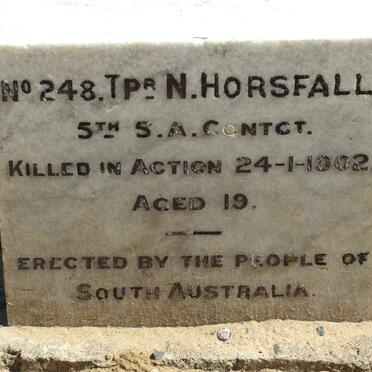 No 248. TPR N. HORSFALL
5TH S.A. CONTGT.
KILLED IN ACTION 24-1-1902.
AGED 19.
ERECTED BY THE PEOPLE OF
SOUTH AUSTRALIA.